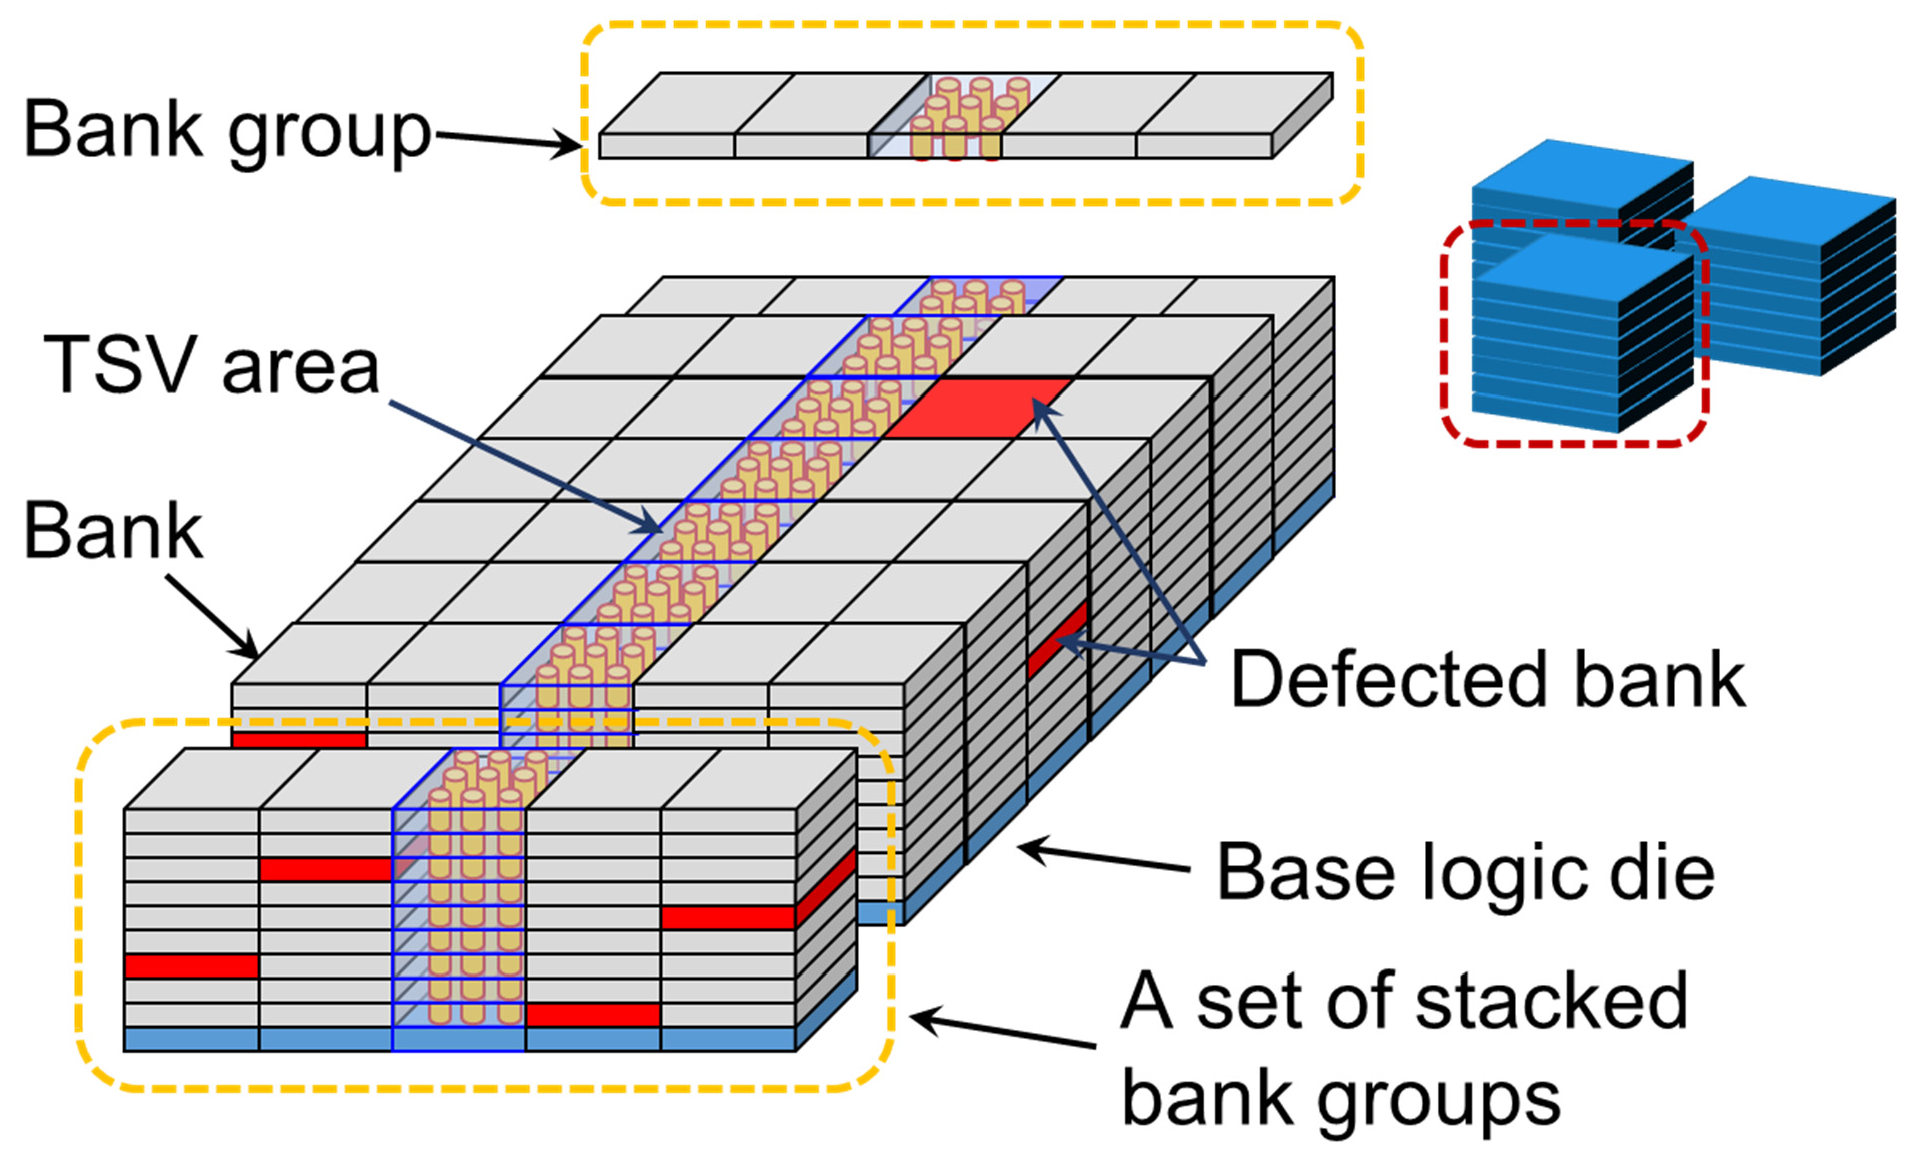 Bank group
TSV area
Bank
Defected bank
Base logic die
A set of stacked
bank groups